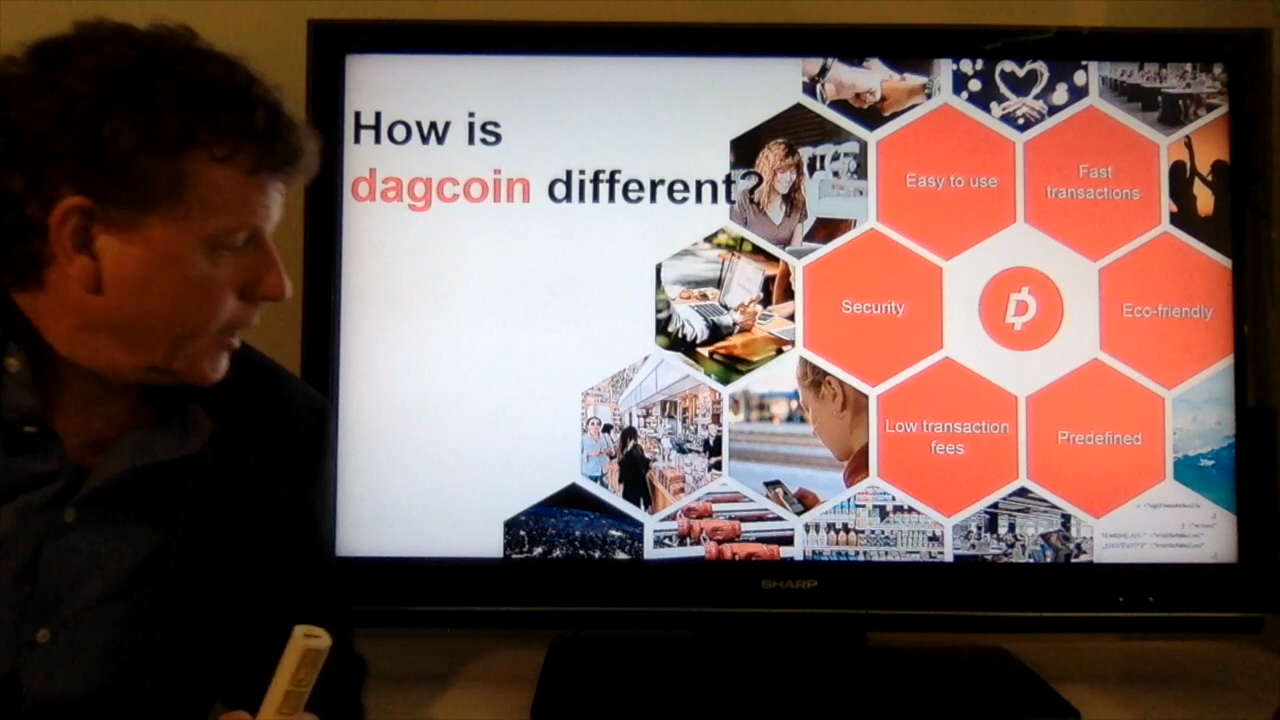 How is
dagcoin different?
Easy to use
Fast
transactions
Security
Eco-friendly
Low transaction
fees
Predefined
SHARP